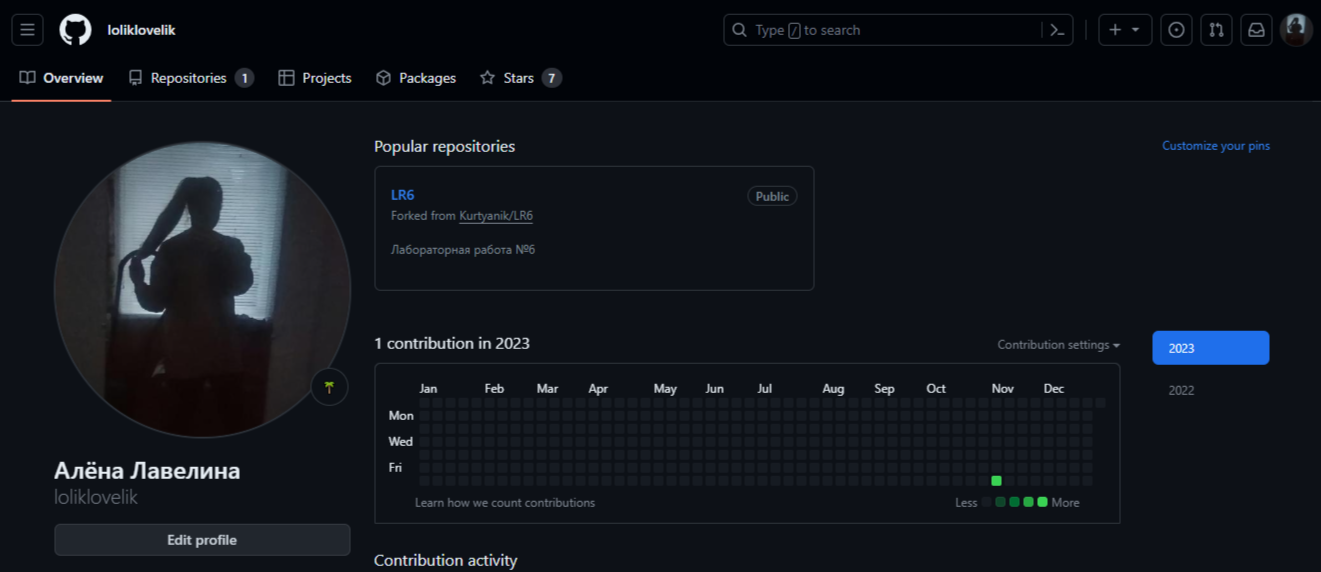 loliklovelik
Type / to search
Overview
Repositories 1
Projects
Packages
Stars 7
Popular repositories
Customize your pins
LR6
Public
Forked from Kurtyanik/LR6
Лабораторная работа №6
1 contribution in 2023
Contribution settings
2023
2022
Jan Feb Mar Apr May Jun Jul Aug Sep Oct Nov Dec
Mon
Wed
Fri
Learn how we count contributions
Less More
Алёна Лавелина
loliklovelik
Edit profile
Contribution activity